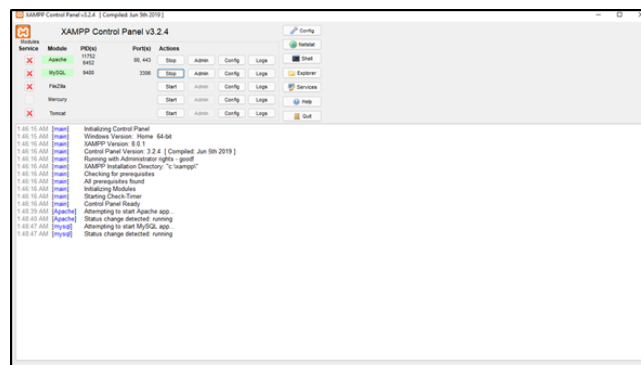 XAMPP Control Panel v3.2.4 [ Compiled: Jun 5th 2019 ]
XAMPP Control Panel v3.2.4
Config
Modules
Service Module PID(s) Port(s) Actions
Netstat
Apache 11752 6452 80, 443 Stop Admin Config Logs
Shell
MySQL 9488 3306 Stop Admin Config Logs
Explorer
FileZilla Start Admin Config Logs
Services
Mercury Start Admin Config Logs
Help
Tomcat Start Admin Config Logs
Quit
1:46:15 AM [main] Initializing Control Panel
1:46:15 AM [main] Windows Version: Home 64-bit
1:46:16 AM [main] XAMPP Version: 8.0.1
1:46:16 AM [main] Control Panel Version: 3.2.4 [ Compiled: Jun 5th 2019 ]
1:46:16 AM [main] Running with Administrator rights - good!
1:46:16 AM [main] XAMPP Installation Directory: "c:\xampp\"
1:46:16 AM [main] Checking for prerequisites
1:46:16 AM [main] All prerequisites found
1:46:16 AM [main] Initializing Modules
1:46:16 AM [main] Starting Check-Timer
1:46:16 AM [main] Control Panel Ready
1:48:39 AM [Apache] Attempting to start Apache app...
1:48:40 AM [Apache] Status change detected: running
1:48:47 AM [mysql] Attempting to start MySQL app...
1:48:47 AM [mysql] Status change detected: running